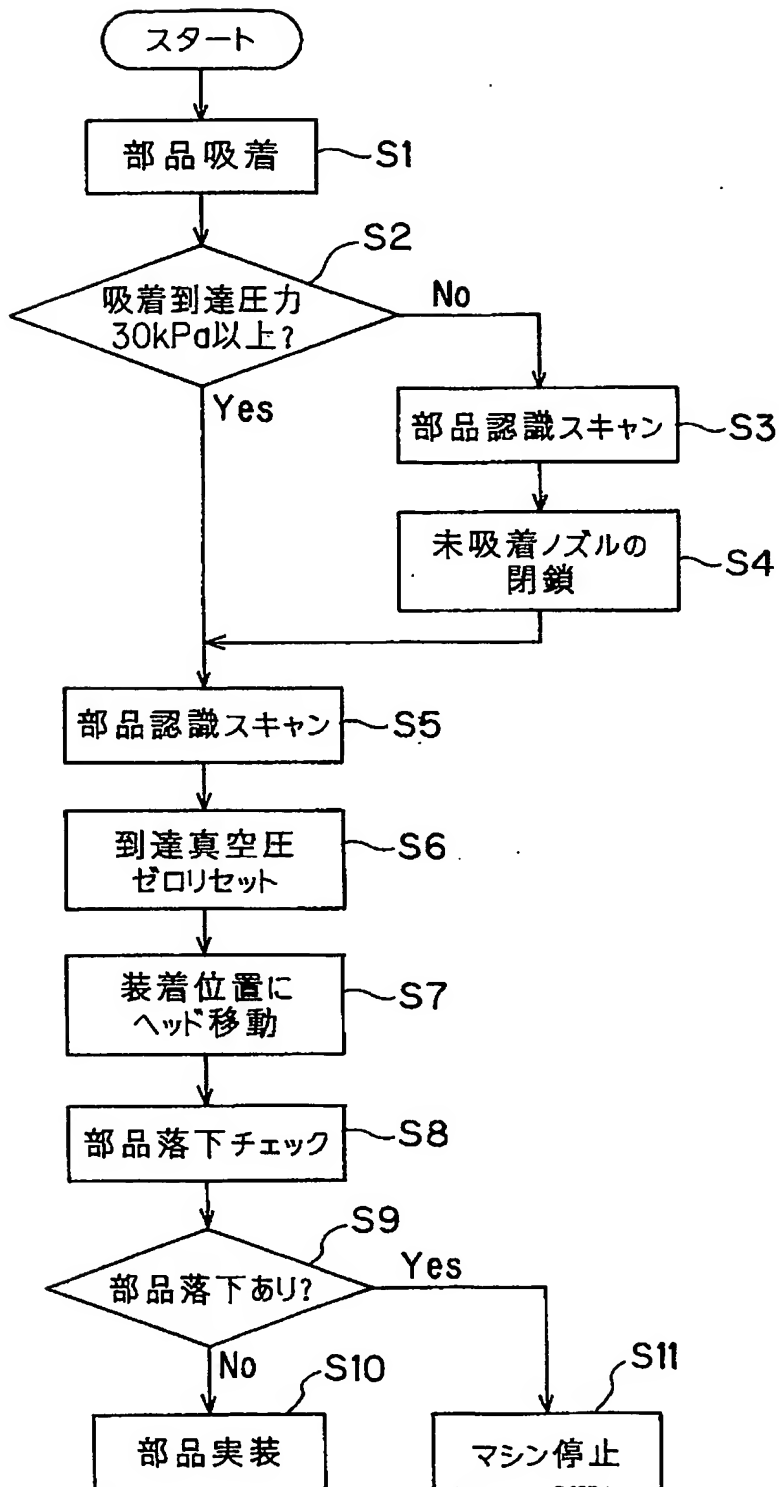 スタート
部品吸着
S1
S2
吸着到達圧力
30kPa以上?
No
Yes
部品認識スキャン
S3
未吸着ノズルの
閉鎖
S4
部品認識スキャン
S5
到達真空圧
ゼロリセット
S6
装着位置に
ヘッド移動
S7
部品落下チェック
S8
S9
部品落下あり?
Yes
No
S10
部品実装
S11
マシン停止